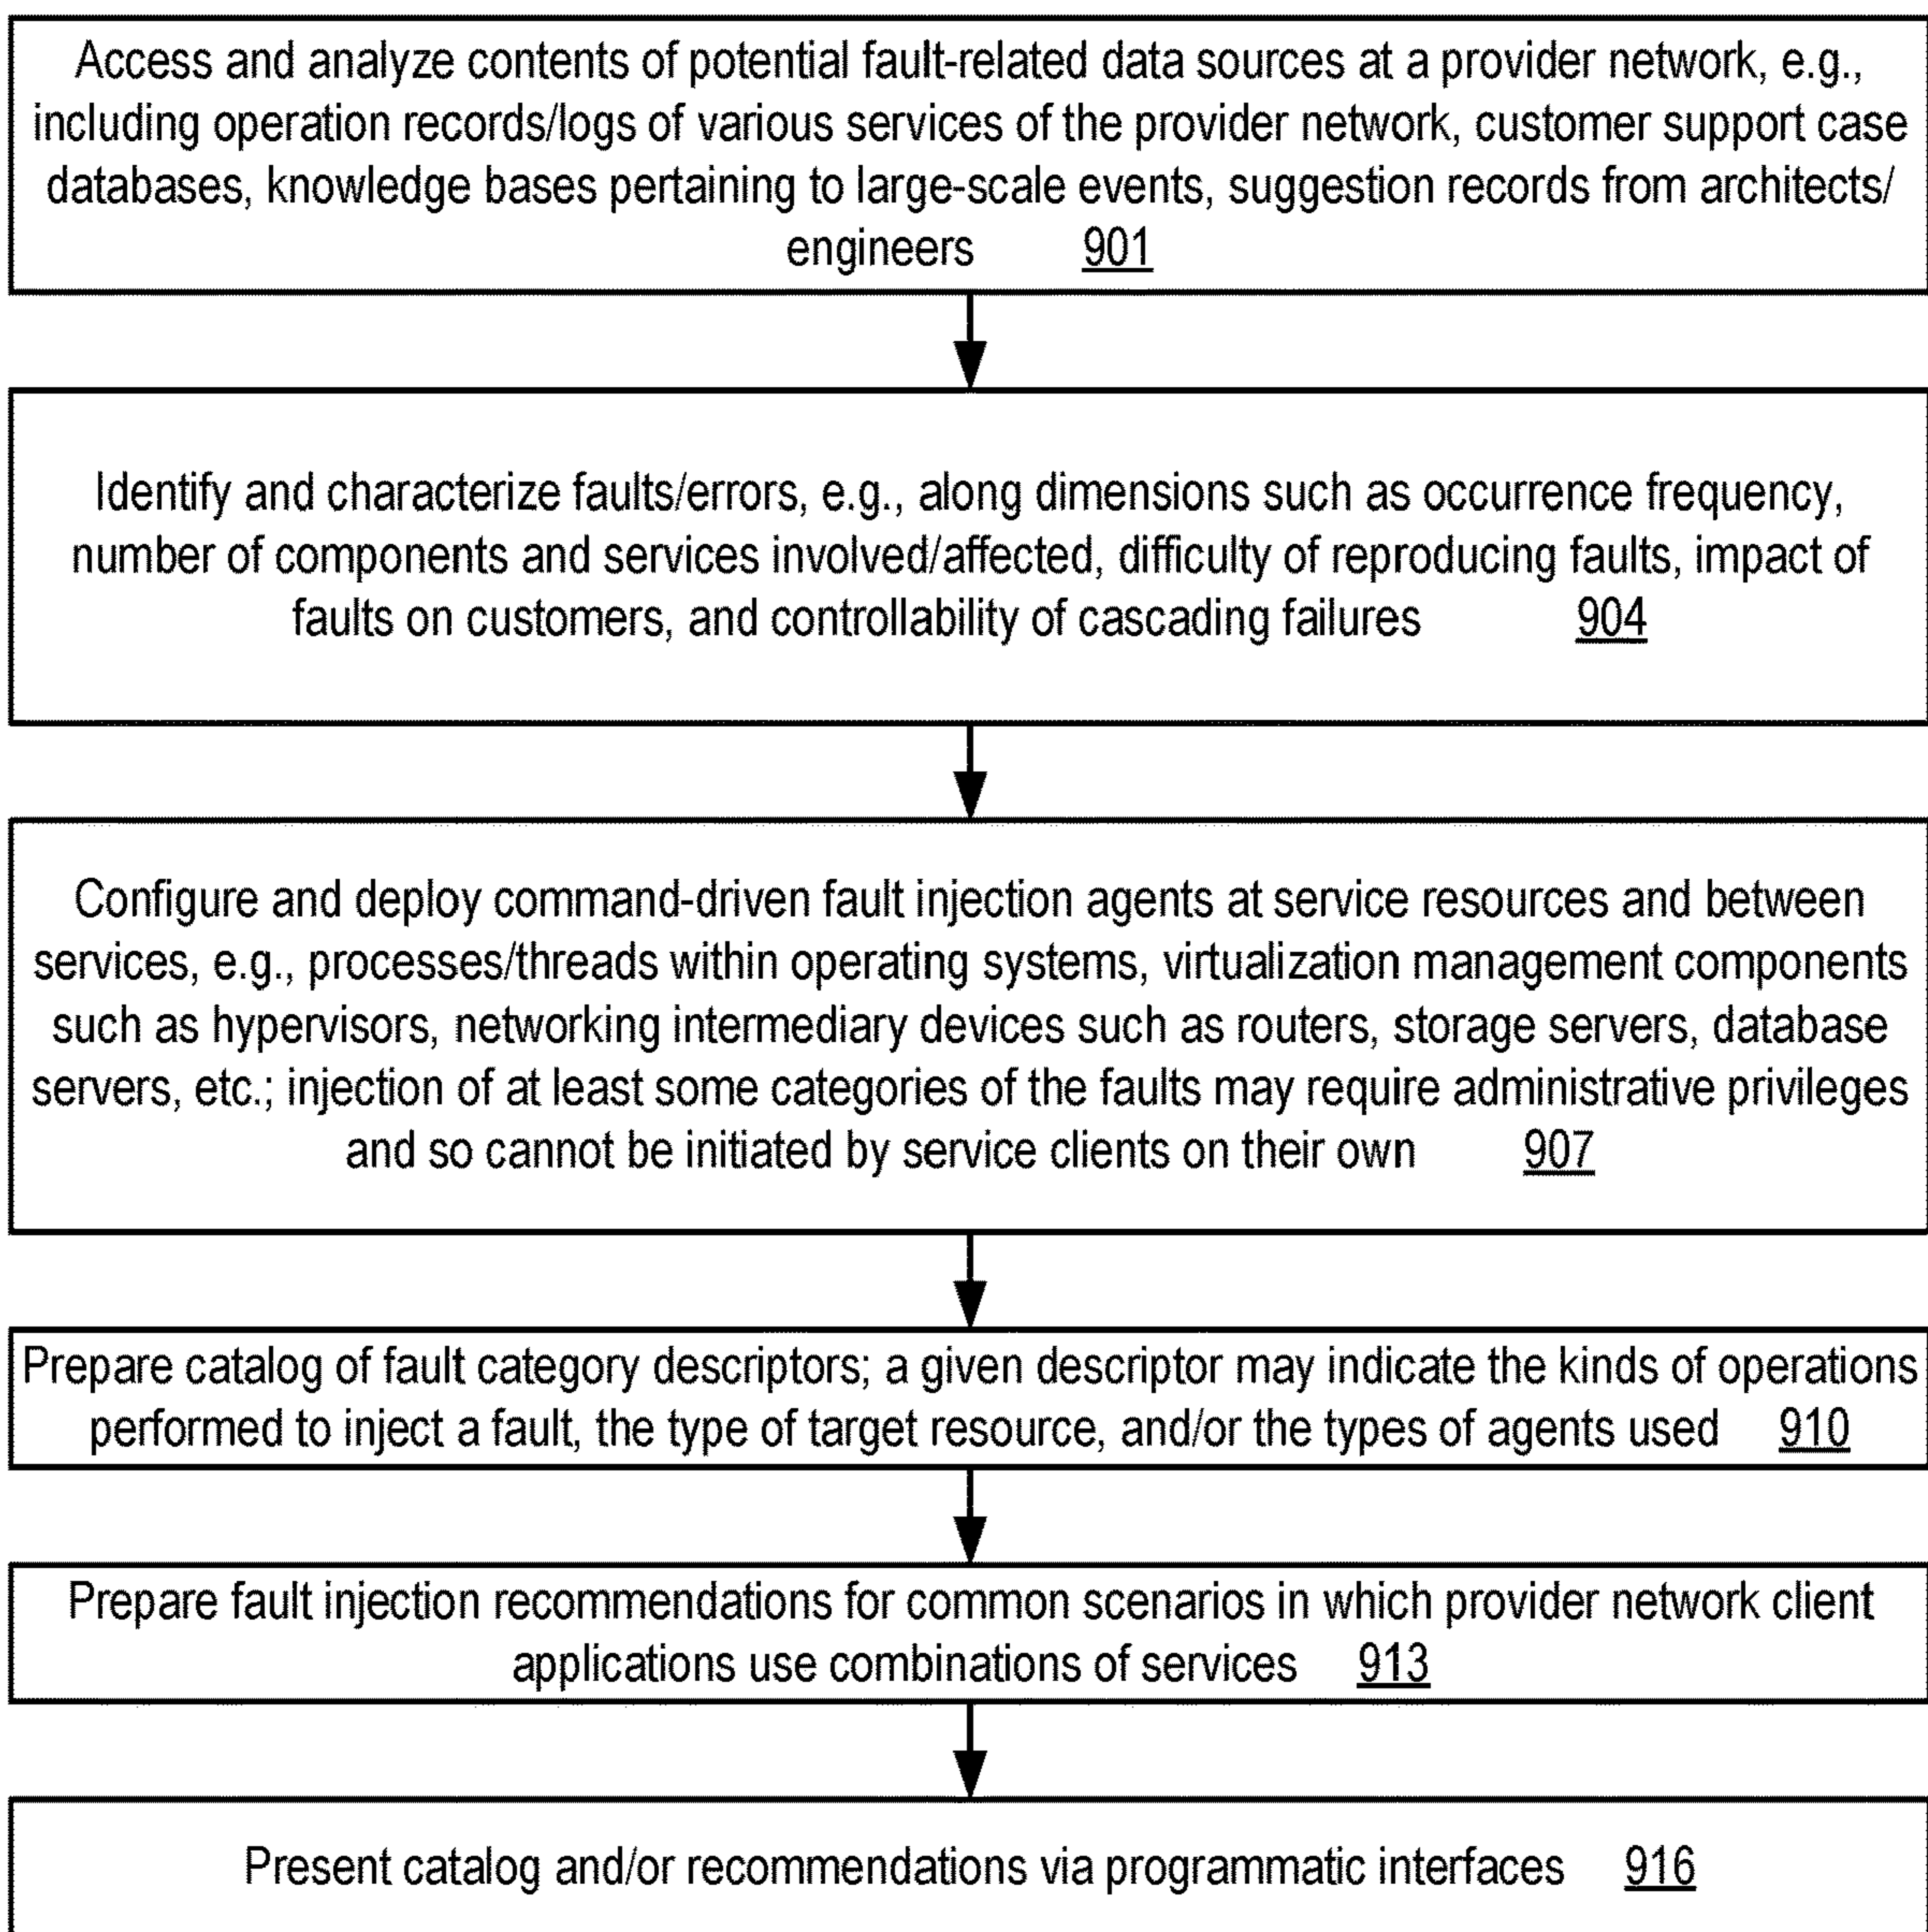 Access and analyze contents of potential fault-related data sources at a provider network, e.g.,
including operation records/logs of various services of the provider network, customer support case
databases, knowledge bases pertaining to large-scale events, suggestion records from architects/
engineers 901
Identify and characterize faults/errors, e.g., along dimensions such as occurrence frequency,
number of components and services involved/affected, difficulty of reproducing faults, impact of
faults on customers, and controllability of cascading failures 904
Configure and deploy command-driven fault injection agents at service resources and between
services, e.g., processes/threads within operating systems, virtualization management components
such as hypervisors, networking intermediary devices such as routers, storage servers, database
servers, etc.; injection of at least some categories of the faults may require administrative privileges
and so cannot be initiated by service clients on their own 907
Prepare catalog of fault category descriptors; a given descriptor may indicate the kinds of operations
performed to inject a fault, the type of target resource, and/or the types of agents used 910
Prepare fault injection recommendations for common scenarios in which provider network client
applications use combinations of services 913
Present catalog and/or recommendations via programmatic interfaces 916